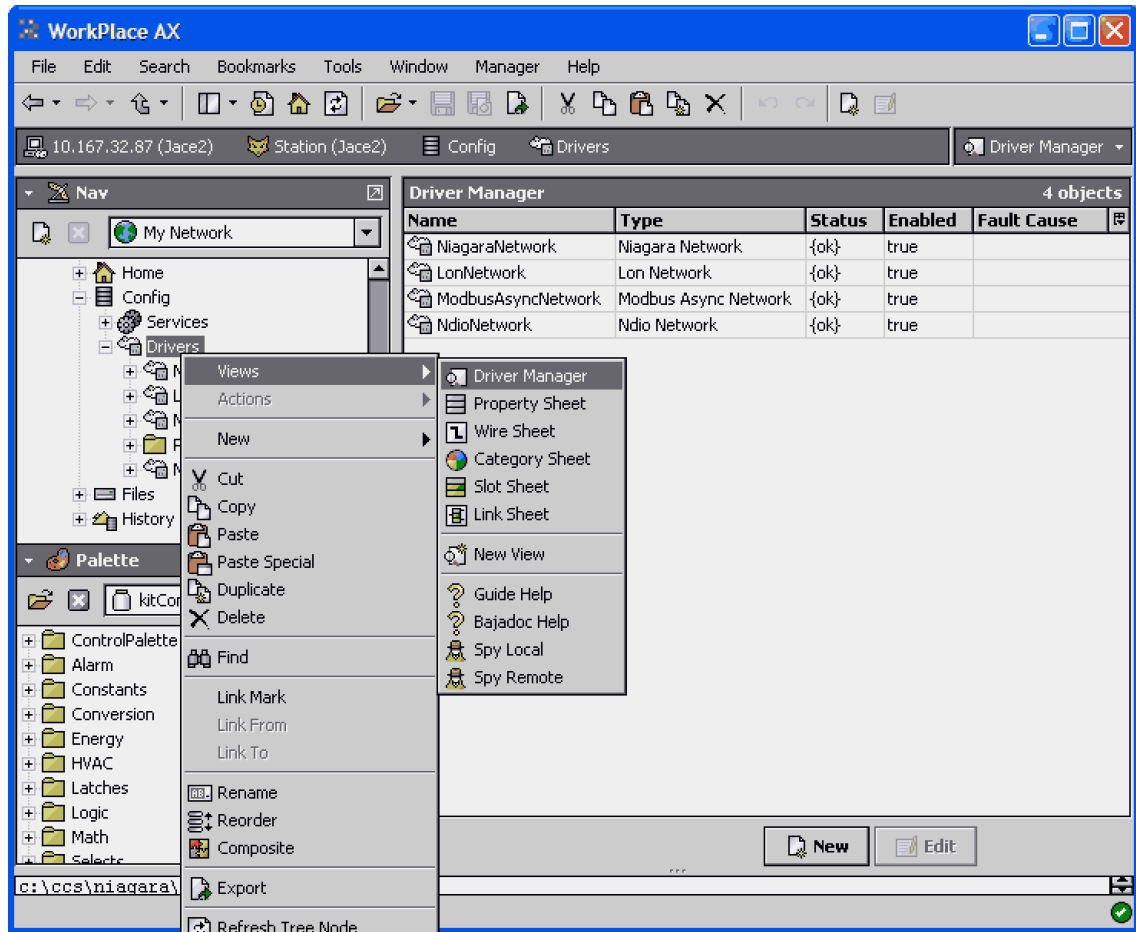 WorkPlace AX
File Edit Search Bookmarks Tools Window Manager Help
10.167.32.87 (Jace2) Station (Jace2) Config Drivers Driver Manager
Nav
My Network
Home
Config
Services
Drivers
N
L
N
F
N
Files
History
Palette
kitCor
ControlPalette
Alarm
Constants
Conversion
Energy
HVAC
Latches
Logic
Math
Selects
Driver Manager 4 objects
Name Type Status Enabled Fault Cause
NiagaraNetwork Niagara Network {ok} true
LonNetwork Lon Network {ok} true
ModbusAsyncNetwork Modbus Async Network {ok} true
NdioNetwork Ndio Network {ok} true
Views
Actions
New
Cut
Copy
Paste
Paste Special
Duplicate
Delete
Find
Link Mark
Link From
Link To
Rename
Reorder
Composite
Export
Refresh Tree Node
Driver Manager
Property Sheet
Wire Sheet
Category Sheet
Slot Sheet
Link Sheet
New View
Guide Help
Bajadoc Help
Spy Local
Spy Remote
New Edit
c:\ccs\niagara\